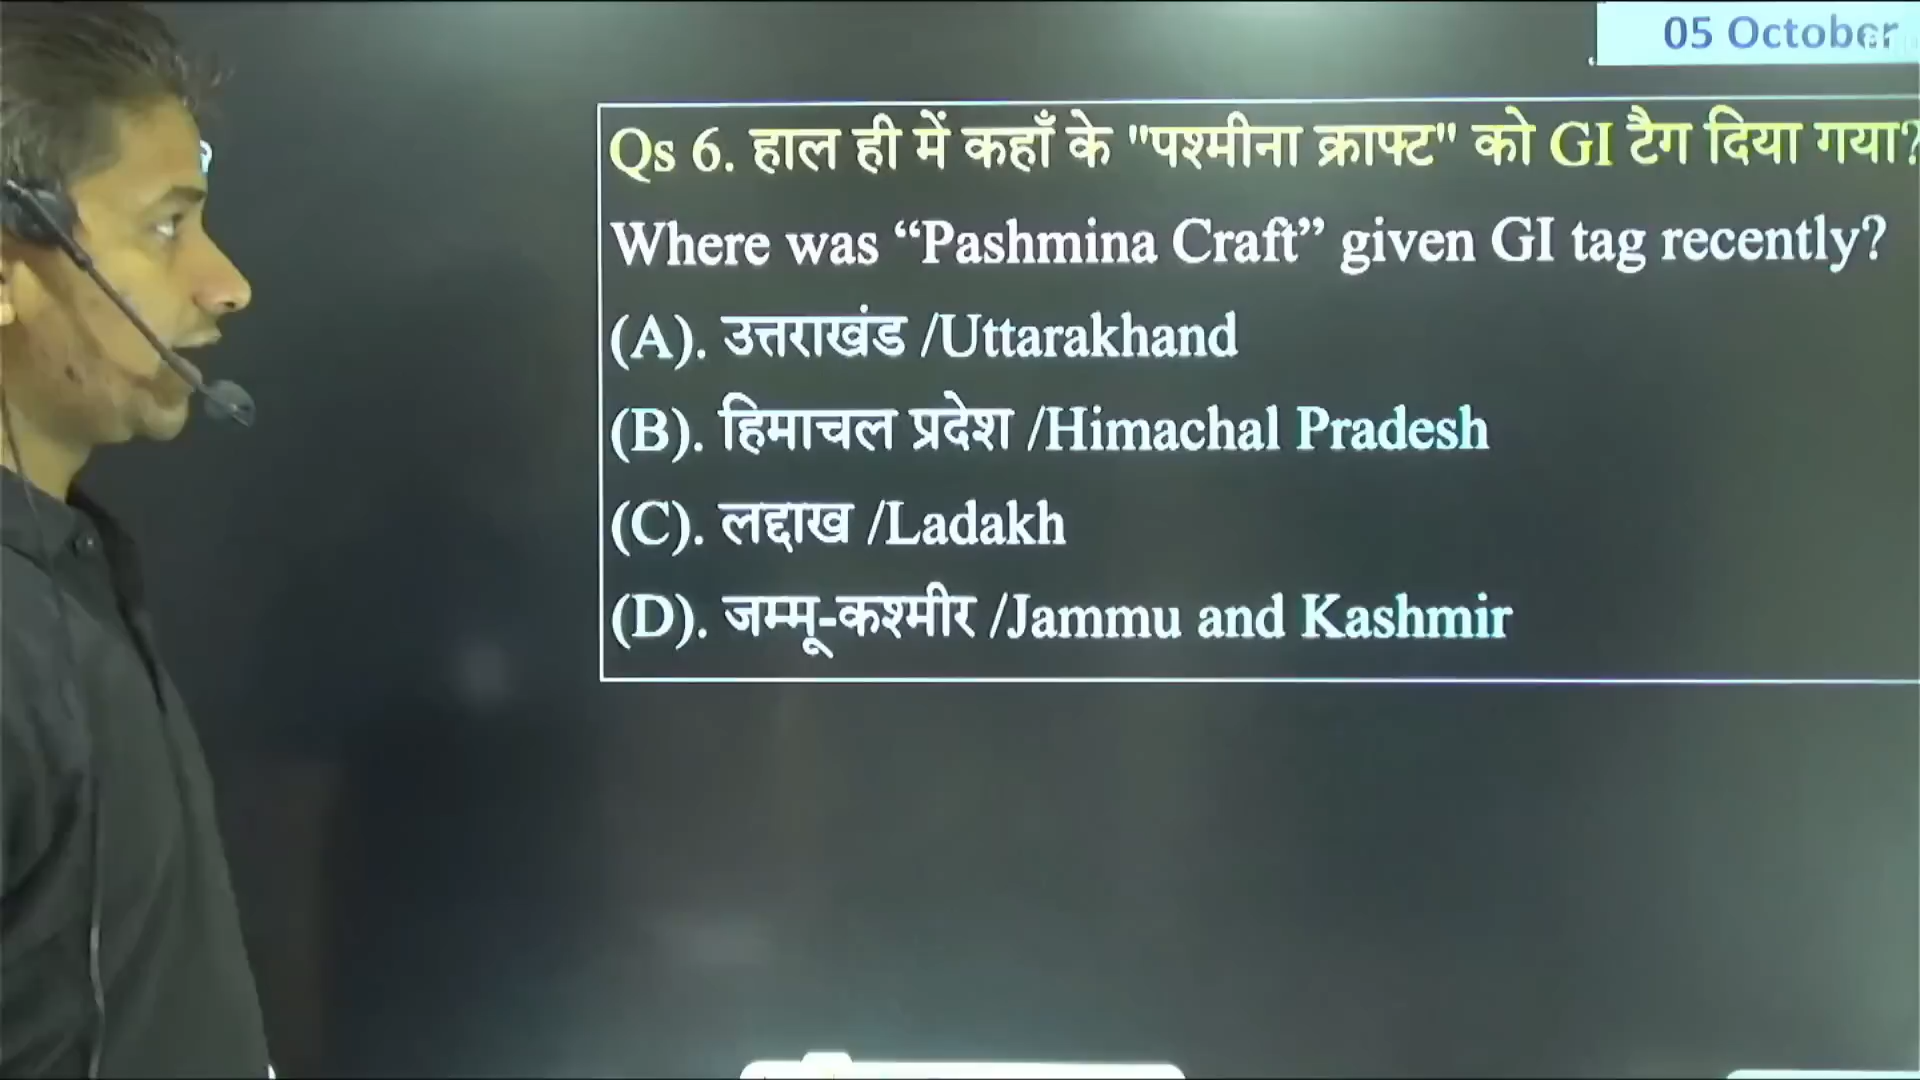 05 October
Qs 6. हाल ही में कहाँ के "पश्मीना क्राफ्ट" को GI टैग दिया गया?
Where was “Pashmina Craft” given GI tag recently?
(A). उत्तराखंड /Uttarakhand
(B). हिमाचल प्रदेश /Himachal Pradesh
(C). लद्दाख /Ladakh
(D). जम्मू-कश्मीर /Jammu and Kashmir